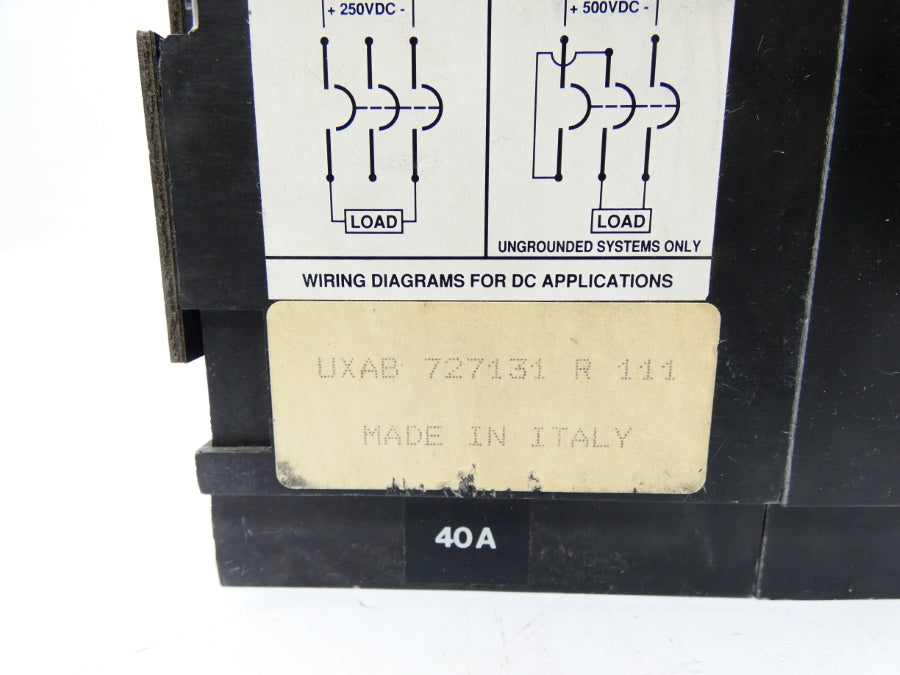 + 250VDC -
+ 500VDC -
LOAD
LOAD
UNGROUNDED SYSTEMS ONLY
WIRING DIAGRAMS FOR DC APPLICATIONS
UXAB 727131 R 111
MADE IN ITALY
40A